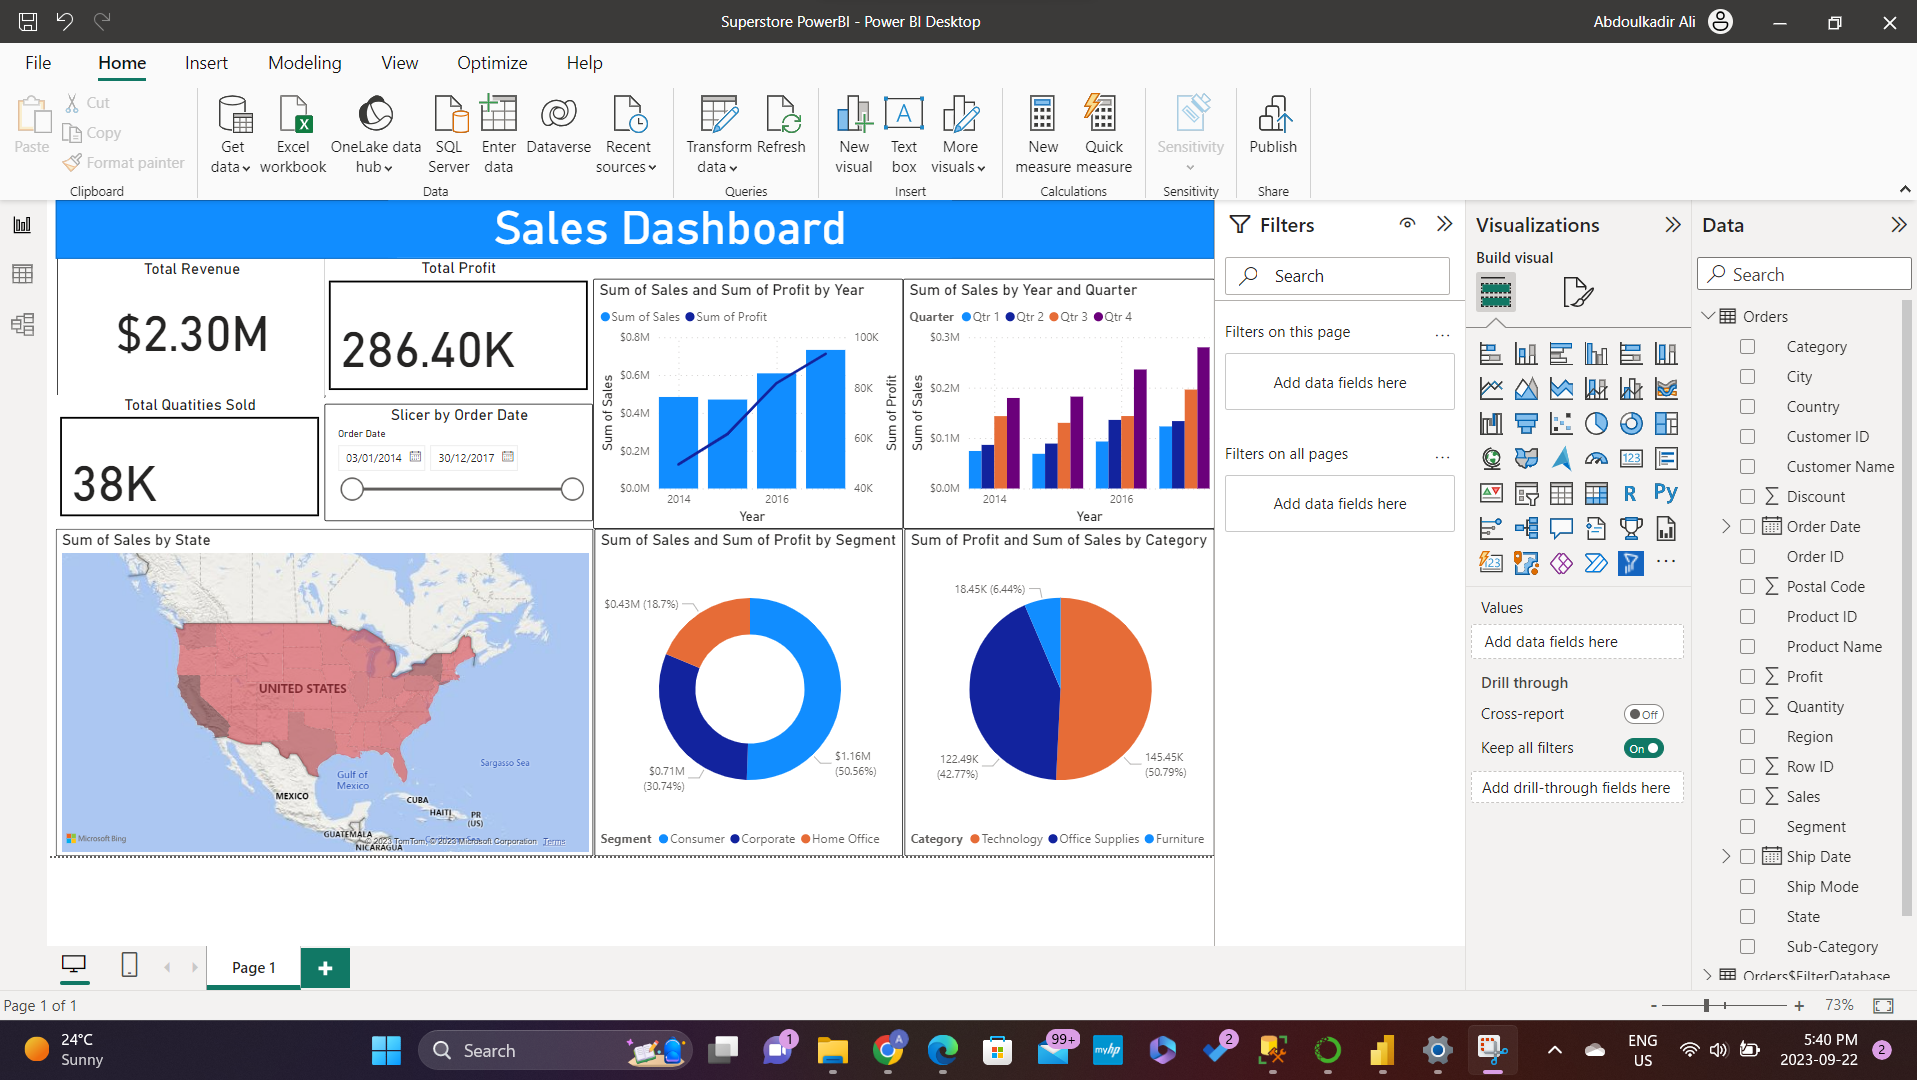 Superstore PowerBI - Power BI Desktop
Abdoulkadir Ali
File Home Insert Modeling View Optimize Help
Paste
Cut
Copy
Format painter
Clipboard
Get data
Excel workbook
OneLake data hub
SQL Server
Enter data
Dataverse
Recent sources
Data
Transform data
Refresh
Queries
New visual
Text box
More visuals
Insert
New measure
Quick measure
Calculations
Sensitivity
Sensitivity
Publish
Share
Sales Dashboard
Total Revenue
$2.30M
Total Profit
286.40K
Total Quatities Sold
38K
Slicer by Order Date
Order Date
03/01/2014 30/12/2017
Sum of Sales and Sum of Profit by Year
Sum of Sales Sum of Profit
$0.8M
$0.6M
$0.4M
$0.2M
$0.0M
Sum of Sales
100K
80K
60K
40K
Sum of Profit
2014 2016
Year
Sum of Sales by Year and Quarter
Quarter Qtr 1 Qtr 2 Qtr 3 Qtr 4
$0.3M
$0.2M
$0.1M
$0.0M
Sum of Sales
2014 2016
Year
Sum of Sales by State
UNITED STATES
MEXICO
Gulf of
Mexico
Sargasso Sea
CUBA
HAITI
PR
(US)
GUATEMALA
NICARAGUA
Microsoft Bing
© 2023 TomTom, © 2023 Microsoft Corporation Terms
Sum of Sales and Sum of Profit by Segment
$0.43M (18.7%)
$0.71M
(30.74%)
$1.16M
(50.56%)
Segment Consumer Corporate Home Office
Sum of Profit and Sum of Sales by Category
18.45K (6.44%)
122.49K
(42.77%)
145.45K
(50.79%)
Category Technology Office Supplies Furniture
Filters
Search
Filters on this page
...
Add data fields here
Filters on all pages
...
Add data fields here
Visualizations
Build visual
123
R
Py
123
...
Values
Add data fields here
Drill through
Cross-report Off
Keep all filters On
Add drill-through fields here
Data
Search
Orders
Category
City
Country
Customer ID
Customer Name
Discount
Order Date
Order ID
Postal Code
Product ID
Product Name
Profit
Quantity
Region
Row ID
Sales
Segment
Ship Date
Ship Mode
State
Sub-Category
Orders$FilterDatabase
Page 1
Page 1 of 1
- + 73%
24°C
Sunny
Search
1
A
99+
myhp
2
ENG
US
5:40 PM
2023-09-22
2